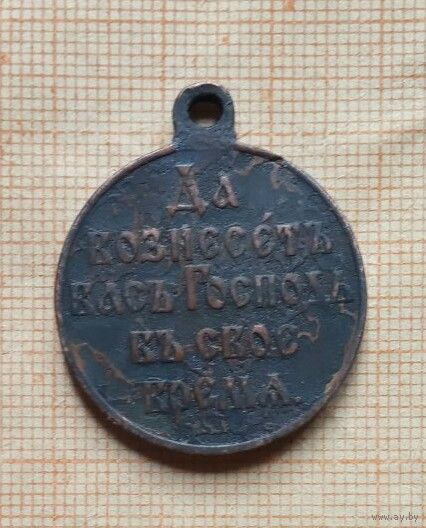 Да
вознесетъ
васъ Господь
въ свое
время.
www.ay.by